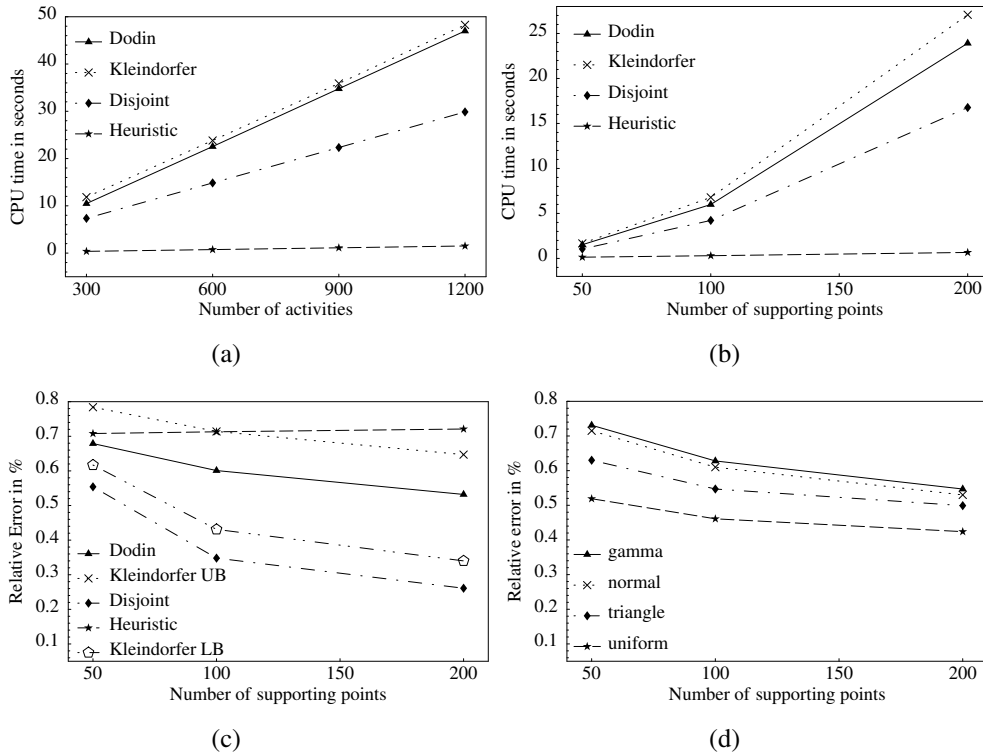 50
40
30
20
10
0
CPU time in seconds
Dodin
Kleindorfer
Disjoint
Heuristic
300 600 900 1200
Number of activities
(a)
25
20
15
10
5
0
CPU time in seconds
Dodin
Kleindorfer
Disjoint
Heuristic
50 100 150 200
Number of supporting points
(b)
0.8
0.7
0.6
0.5
0.4
0.3
0.2
0.1
Relative Error in %
Dodin
Kleindorfer UB
Disjoint
Heuristic
Kleindorfer LB
50 100 150 200
Number of supporting points
(c)
0.8
0.7
0.6
0.5
0.4
0.3
0.2
0.1
Relative error in %
gamma
normal
triangle
uniform
50 100 150 200
Number of supporting points
(d)